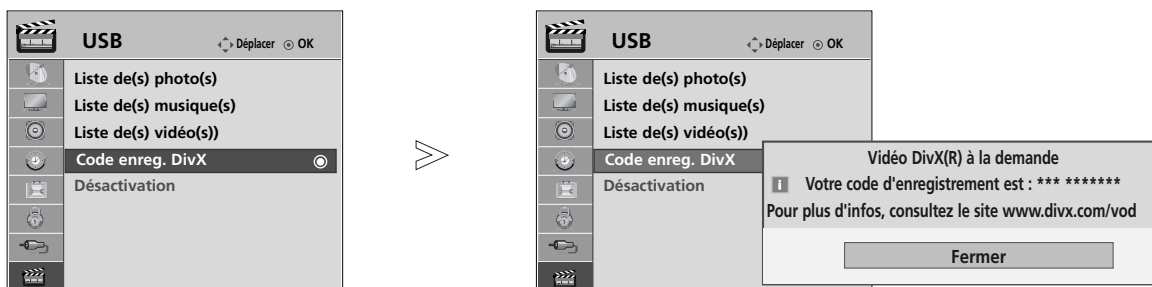 USB
Déplacer OK
Liste de(s) photo(s)
Liste de(s) musique(s)
Liste de(s) vidéo(s))
Code enreg. DivX
Désactivation
USB
Déplacer OK
Liste de(s) photo(s)
Liste de(s) musique(s)
Liste de(s) vidéo(s))
Code enreg. DivX
Désactivation
Vidéo DivX(R) à la demande
i Votre code d'enregistrement est : *** *******
Pour plus d'infos, consultez le site www.divx.com/vod
Fermer